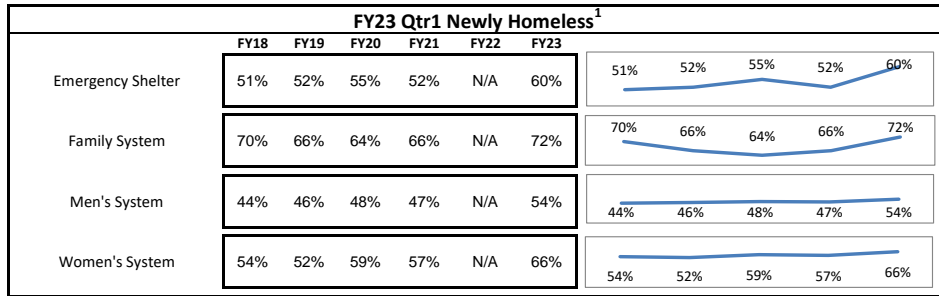 FY23 Qtr1 Newly Homeless1
FY18 FY19 FY20 FY21 FY22 FY23
Emergency Shelter 51% 52% 55% 52% N/A 60% 51% 52% 55% 52% 60%
Family System 70% 66% 64% 66% N/A 72% 70% 66% 64% 66% 72%
Men's System 44% 46% 48% 47% N/A 54% 44% 46% 48% 47% 54%
Women's System 54% 52% 59% 57% N/A 66% 54% 52% 59% 57% 66%